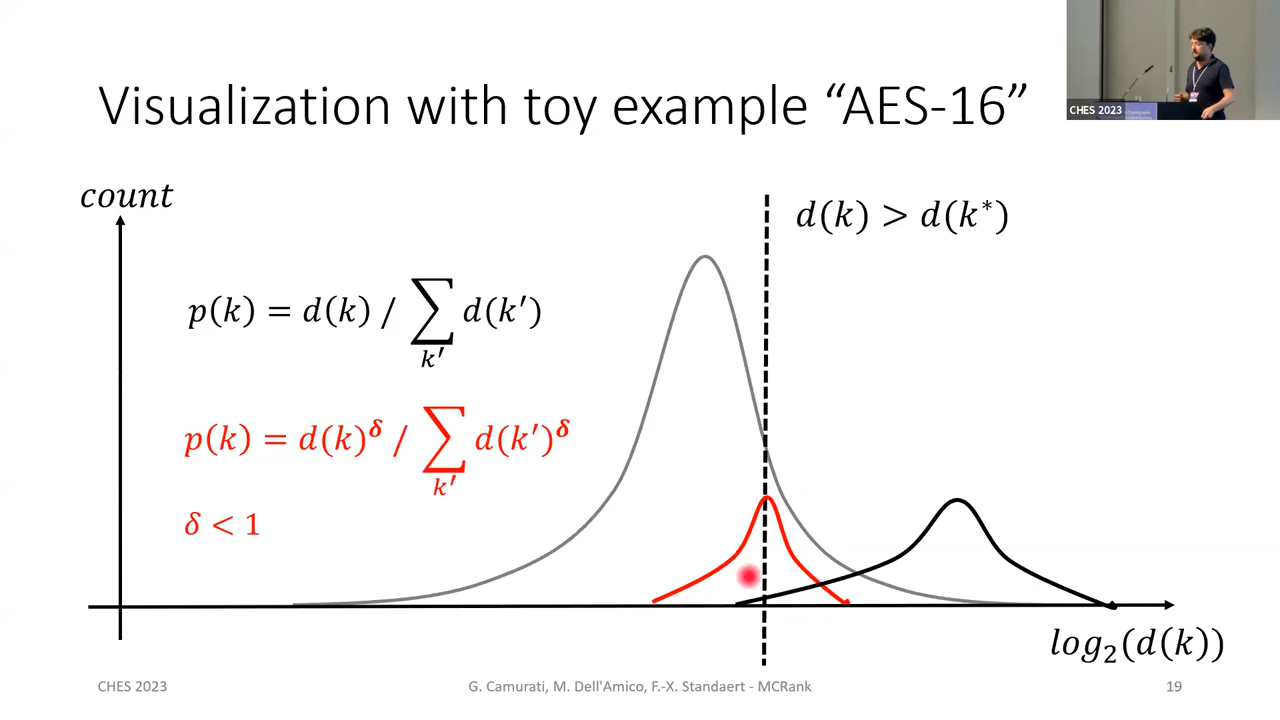 CHES 2023
Visualization with toy example “AES-16”
count
d(k) > d(k*)
p(k) = d(k) / ∑ d(k′)
k′
p(k) = d(k)^δ / ∑ d(k′)^δ
k′
δ < 1
log₂(d(k))
CHES 2023
G. Camurati, M. Dell'Amico, F.-X. Standaert - MCRank
19